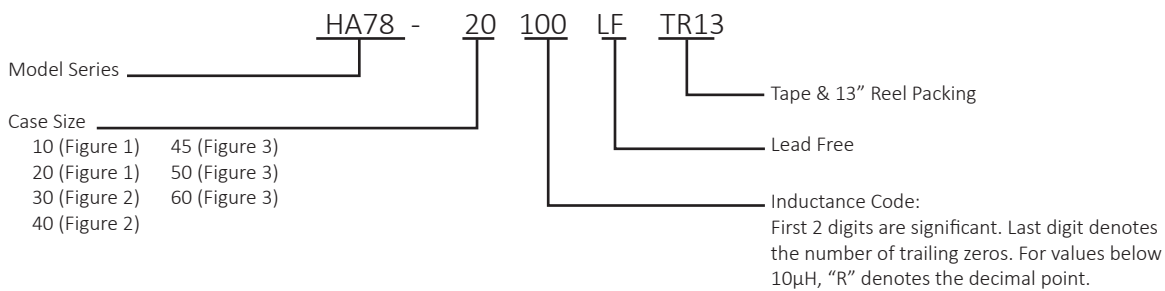 HA78 - 20 100 LF TR13
Model Series
Case Size
10 (Figure 1) 45 (Figure 3)
20 (Figure 1) 50 (Figure 3)
30 (Figure 2) 60 (Figure 3)
40 (Figure 2)
Tape & 13” Reel Packing
Lead Free
Inductance Code:
First 2 digits are significant. Last digit denotes
the number of trailing zeros. For values below
10µH, “R” denotes the decimal point.